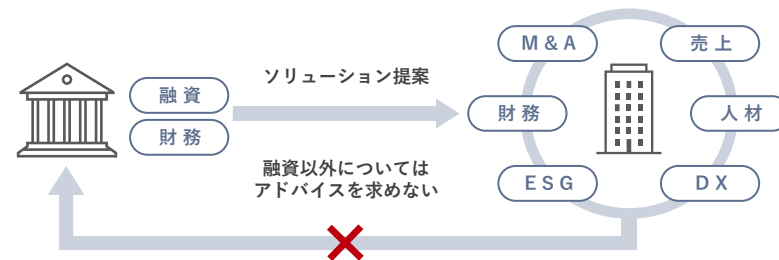 M&A
売上
ソリューション提案
融資
財務
財務
人材
融資以外については
アドバイスを求めない
ESG
DX